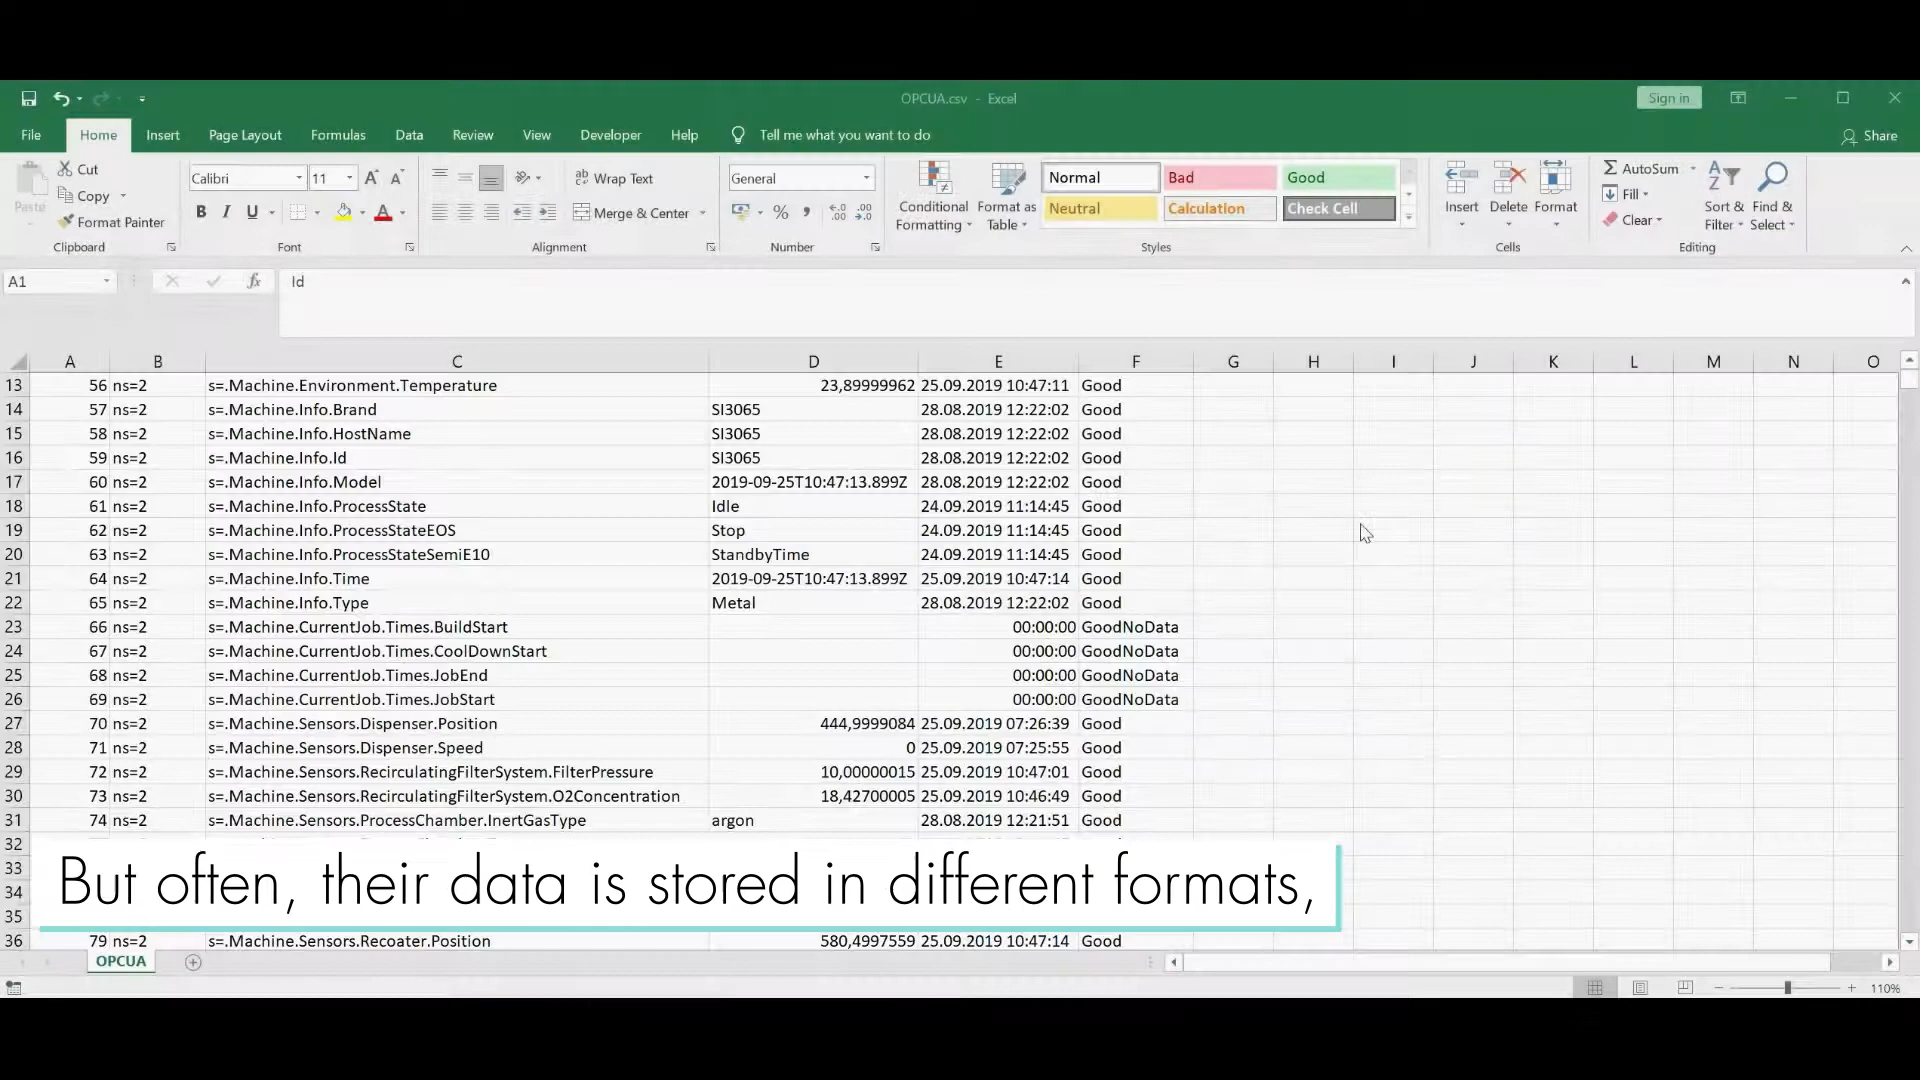 OPCUA.csv - Excel
Sign in
File Home Insert Page Layout Formulas Data Review View Developer Help Tell me what you want to do Share
Paste
Cut
Copy
Format Painter
Clipboard
Calibri 11
B I U
Font
Wrap Text
Merge & Center
Alignment
General
Number
Conditional Formatting
Format as Table
Normal Bad Good
Neutral Calculation Check Cell
Styles
Insert Delete Format
Cells
AutoSum
Fill
Clear
Sort & Filter
Find & Select
Editing
A1 fx Id
A B C D E F G H I J K L M N O
13 56 ns=2 s=.Machine.Environment.Temperature 23,89999962 25.09.2019 10:47:11 Good
14 57 ns=2 s=.Machine.Info.Brand SI3065 28.08.2019 12:22:02 Good
15 58 ns=2 s=.Machine.Info.HostName SI3065 28.08.2019 12:22:02 Good
16 59 ns=2 s=.Machine.Info.Id SI3065 28.08.2019 12:22:02 Good
17 60 ns=2 s=.Machine.Info.Model 2019-09-25T10:47:13.899Z 28.08.2019 12:22:02 Good
18 61 ns=2 s=.Machine.Info.ProcessState Idle 24.09.2019 11:14:45 Good
19 62 ns=2 s=.Machine.Info.ProcessStateEOS Stop 24.09.2019 11:14:45 Good
20 63 ns=2 s=.Machine.Info.ProcessStateSemiE10 StandbyTime 24.09.2019 11:14:45 Good
21 64 ns=2 s=.Machine.Info.Time 2019-09-25T10:47:13.899Z 25.09.2019 10:47:14 Good
22 65 ns=2 s=.Machine.Info.Type Metal 28.08.2019 12:22:02 Good
23 66 ns=2 s=.Machine.CurrentJob.Times.BuildStart 00:00:00 GoodNoData
24 67 ns=2 s=.Machine.CurrentJob.Times.CoolDownStart 00:00:00 GoodNoData
25 68 ns=2 s=.Machine.CurrentJob.Times.JobEnd 00:00:00 GoodNoData
26 69 ns=2 s=.Machine.CurrentJob.Times.JobStart 00:00:00 GoodNoData
27 70 ns=2 s=.Machine.Sensors.Dispenser.Position 444,9999084 25.09.2019 07:26:39 Good
28 71 ns=2 s=.Machine.Sensors.Dispenser.Speed 0 25.09.2019 07:25:55 Good
29 72 ns=2 s=.Machine.Sensors.RecirculatingFilterSystem.FilterPressure 10,00000015 25.09.2019 10:47:01 Good
30 73 ns=2 s=.Machine.Sensors.RecirculatingFilterSystem.O2Concentration 18,42700005 25.09.2019 10:46:49 Good
31 74 ns=2 s=.Machine.Sensors.ProcessChamber.InertGasType argon 28.08.2019 12:21:51 Good
32
33
34
35
But often, their data is stored in different formats,
36 79 ns=2 s=.Machine.Sensors.Recoater.Position 580,4997559 25.09.2019 10:47:14 Good
OPCUA
110%